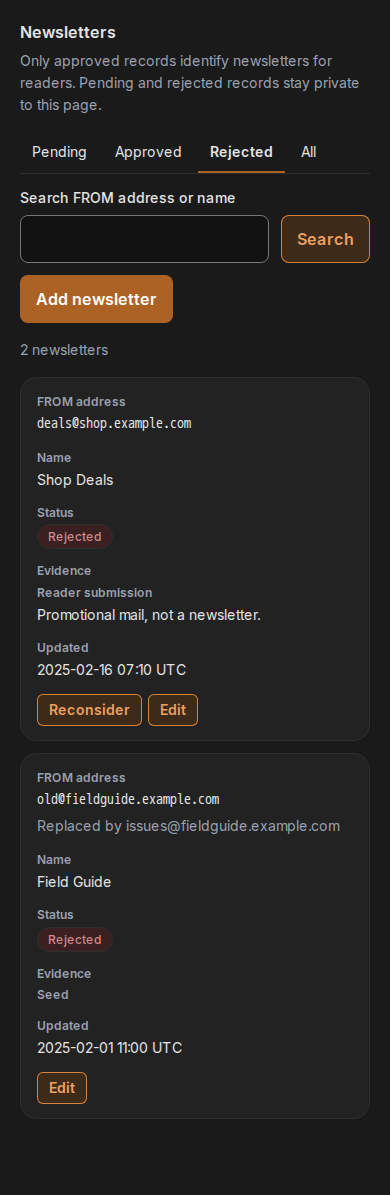 Newsletters
Only approved records identify newsletters for
readers. Pending and rejected records stay private
to this page.
Pending Approved Rejected All
Search FROM address or name
Search
Add newsletter
2 newsletters
FROM address
deals@shop.example.com
Name
Shop Deals
Status
Rejected
Evidence
Reader submission
Promotional mail, not a newsletter.
Updated
2025-02-16 07:10 UTC
Reconsider Edit
FROM address
old@fieldguide.example.com
Replaced by issues@fieldguide.example.com
Name
Field Guide
Status
Rejected
Evidence
Seed
Updated
2025-02-01 11:00 UTC
Edit